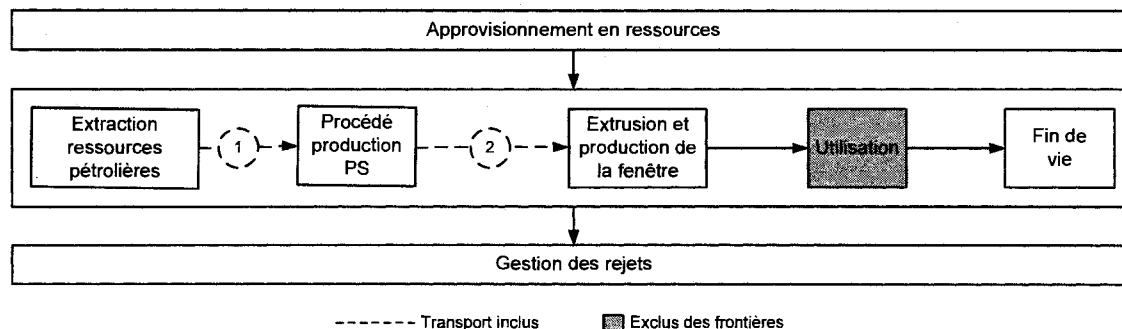 Approvisionnement en ressources
Extraction
ressources
pétrolières
1
Procédé
production
PS
2
Extrusion et
production de
la fenêtre
Utilisation
Fin de
vie
Gestion des rejets
Transport inclus
Exclus des frontières